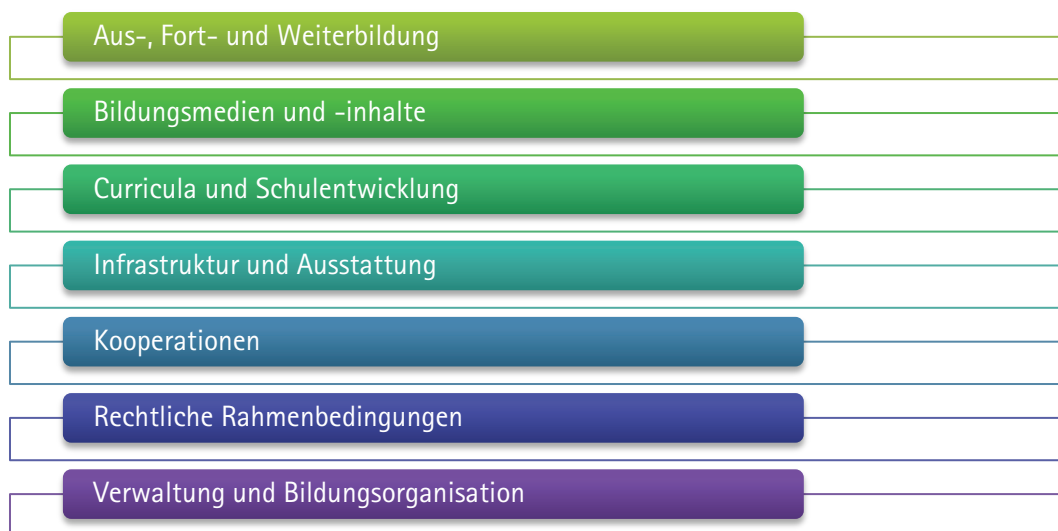 Aus-, Fort- und Weiterbildung
Bildungsmedien und -inhalte
Curricula und Schulentwicklung
Infrastruktur und Ausstattung
Kooperationen
Rechtliche Rahmenbedingungen
Verwaltung und Bildungsorganisation